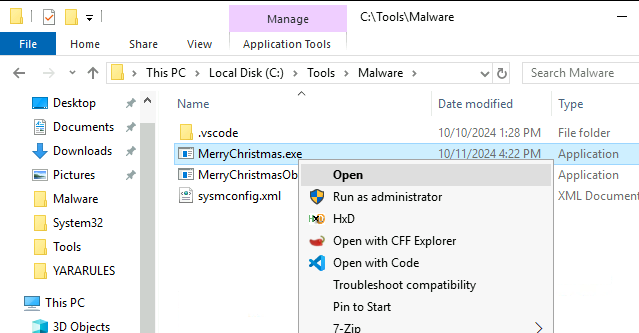 Manage
C:\Tools\Malware
File
Home
Share
View
Application Tools
This PC
Local Disk (C:)
Tools
Malware
Search Malware
Desktop
Documents
Downloads
Pictures
Malware
System32
Tools
YARARULES
This PC
3D Objects
Name
Date modified
Type
.vscode
10/10/2024 1:28 PM
File folder
MerryChristmas.exe
10/11/2024 4:22 PM
Application
MerryChristmasOb
Application
sysmconfig.xml
XML Documen
Open
Run as administrator
HxD
Open with CFF Explorer
Open with Code
Troubleshoot compatibility
Pin to Start
7-Zip